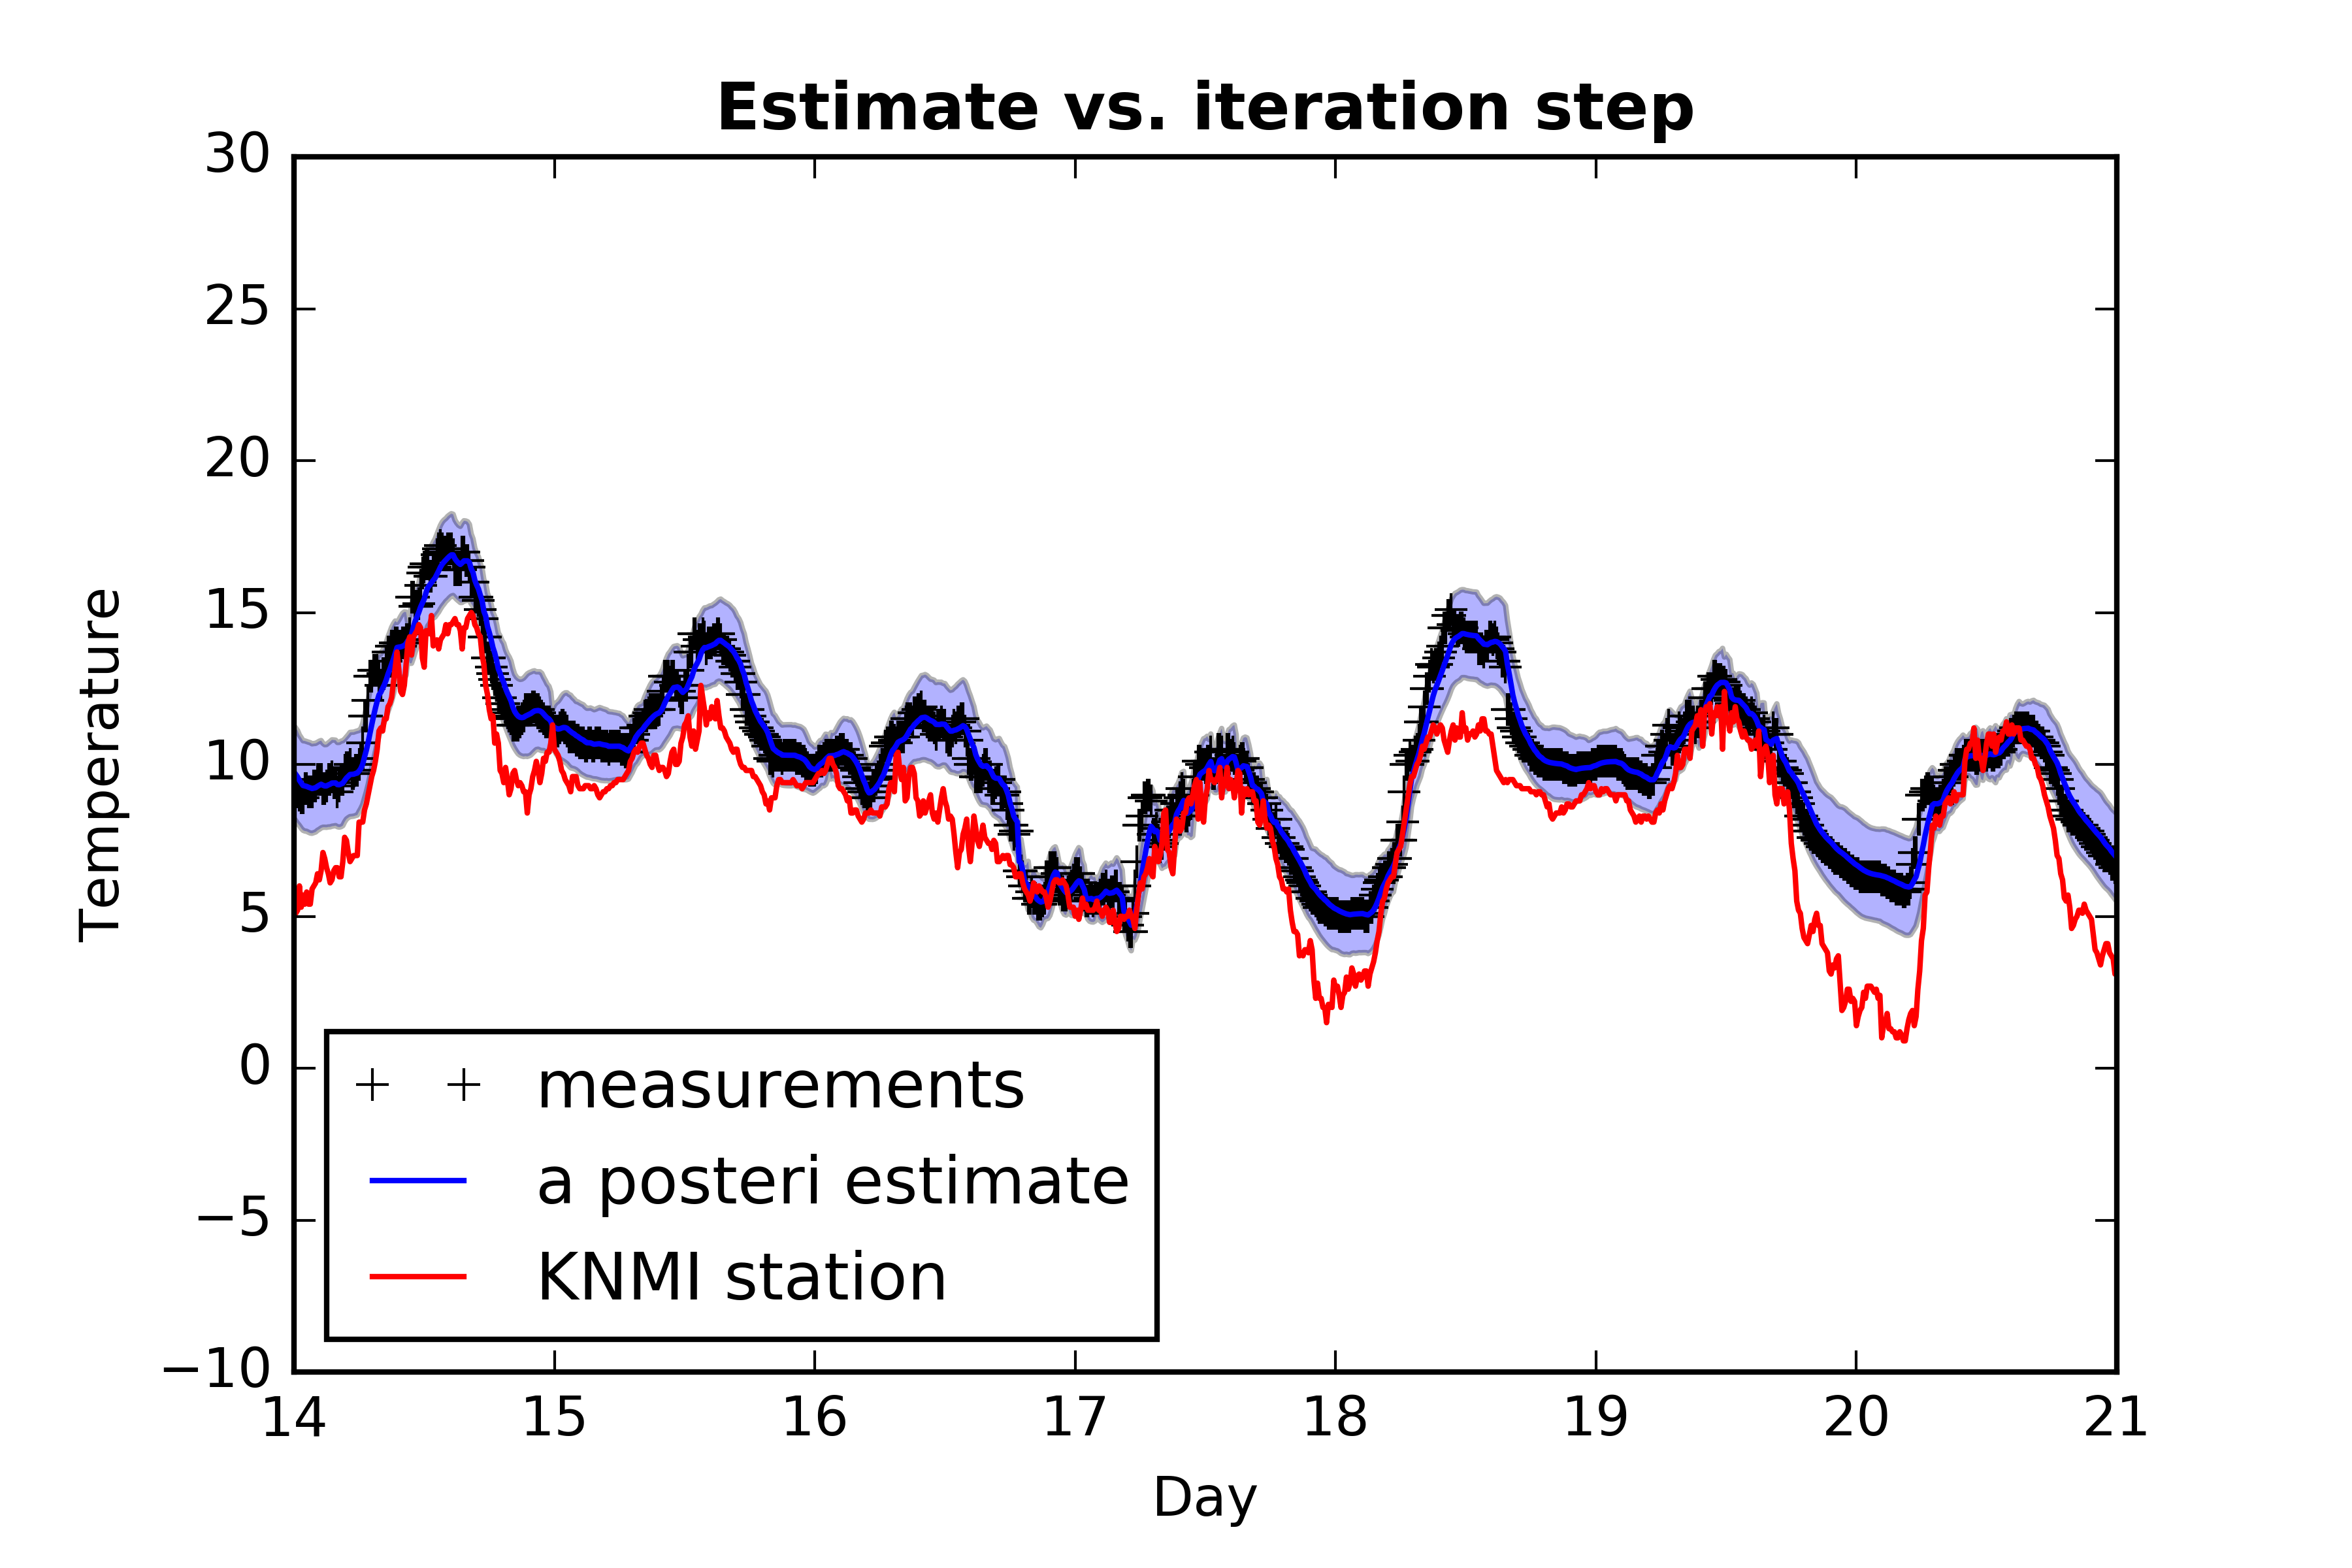 Estimate vs. iteration step
30
25
20
15
10
5
0
−5
−10
Temperature
measurements
a posteri estimate
KNMI station
14 15 16 17 18 19 20 21
Day